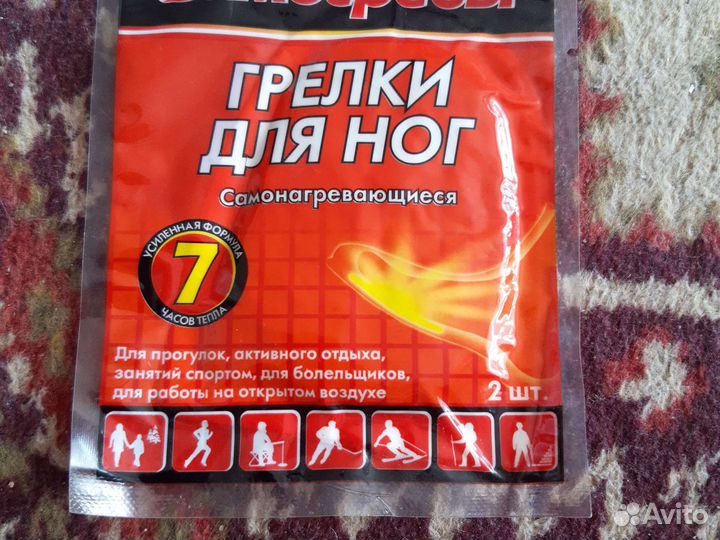 ГРЕЛКИ
ДЛЯ НОГ
Самонагревающиеся
УСИЛЕННАЯ ФОРМУЛА
7
ЧАСОВ ТЕПЛА
Для прогулок, активного отдыха,
занятий спортом, для болельщиков,
для работы на открытом воздухе
2 шт.
Avito